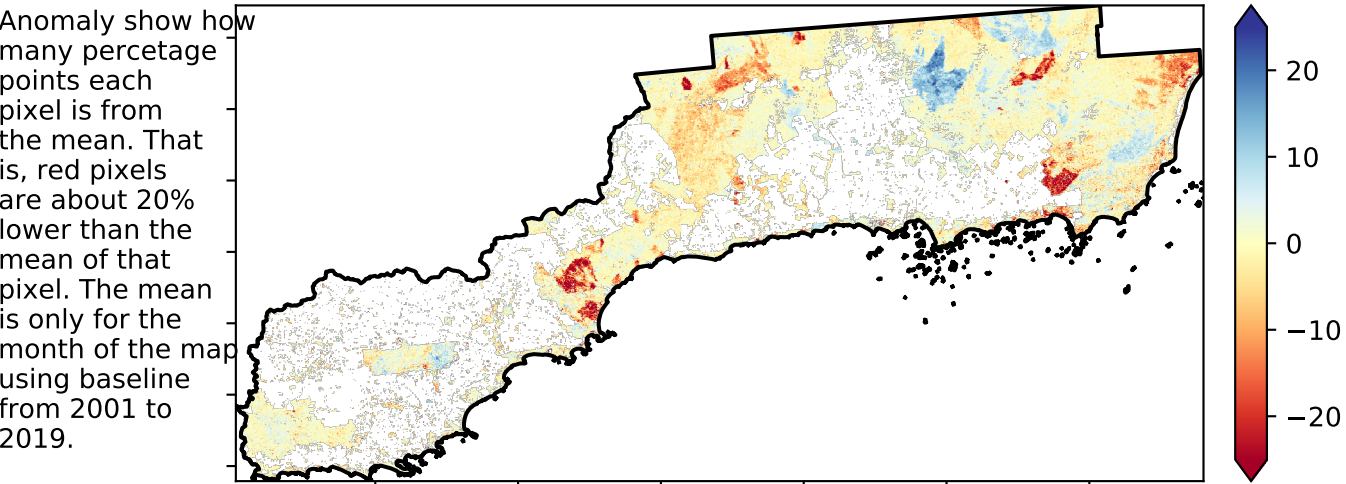 Anomaly show how
many percetage
points each
pixel is from
the mean. That
is, red pixels
are about 20%
lower than the
mean of that
pixel. The mean
is only for the
month of the map
using baseline
from 2001 to
2019.
20
10
0
−10
−20